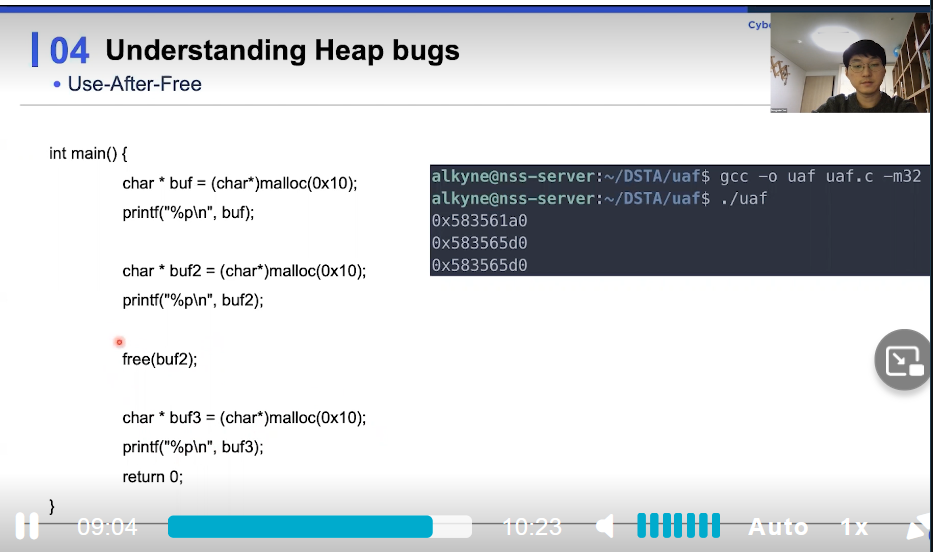 Cybe
04 Understanding Heap bugs
• Use-After-Free
int main() {
char * buf = (char*)malloc(0x10);
printf("%p\n", buf);
char * buf2 = (char*)malloc(0x10);
printf("%p\n", buf2);
free(buf2);
char * buf3 = (char*)malloc(0x10);
printf("%p\n", buf3);
return 0;
}
alkyne@nss-server:~/DSTA/uaf$ gcc -o uaf uaf.c -m32
alkyne@nss-server:~/DSTA/uaf$ ./uaf
0x583561a0
0x583565d0
0x583565d0
09:04
10:23
Auto
1x